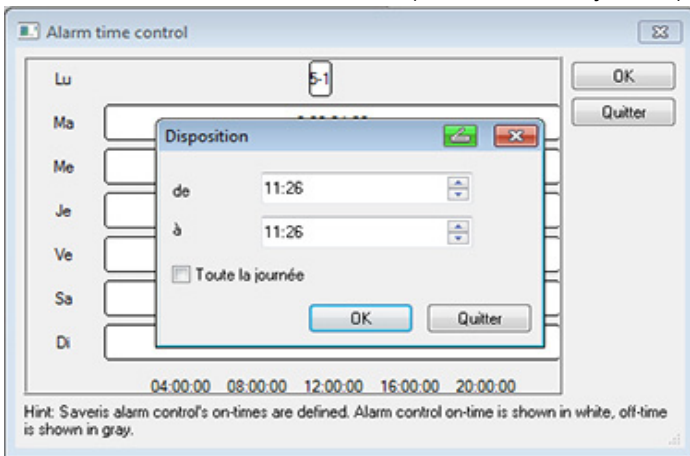 Alarm time control
Lu
5-1
OK
Ma
Quitter
Disposition
Me
de
11:26
Je
à
11:26
Ve
Toute la journée
Sa
OK
Quitter
Di
04:00:00 08:00:00 12:00:00 16:00:00 20:00:00
Hint: Saveris alarm control's on-times are defined. Alarm control on-time is shown in white, off-time
is shown in gray.